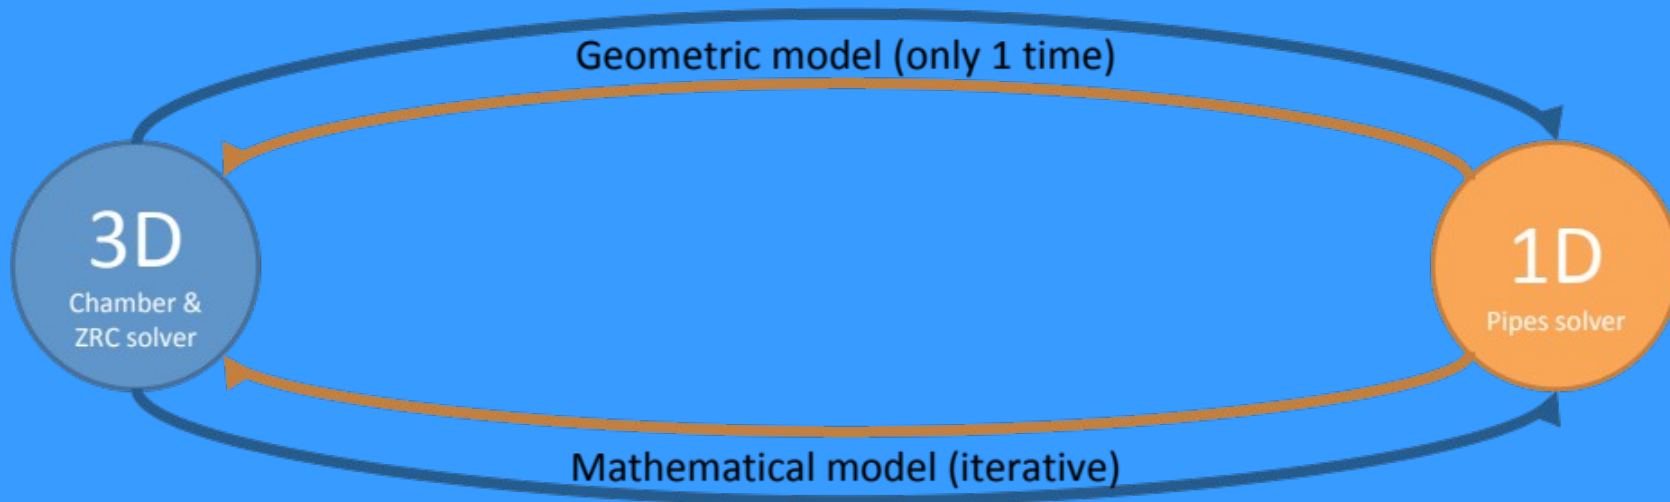 Geometric model (only 1 time)
3D
Chamber &
ZRC solver
1D
Pipes solver
Mathematical model (iterative)